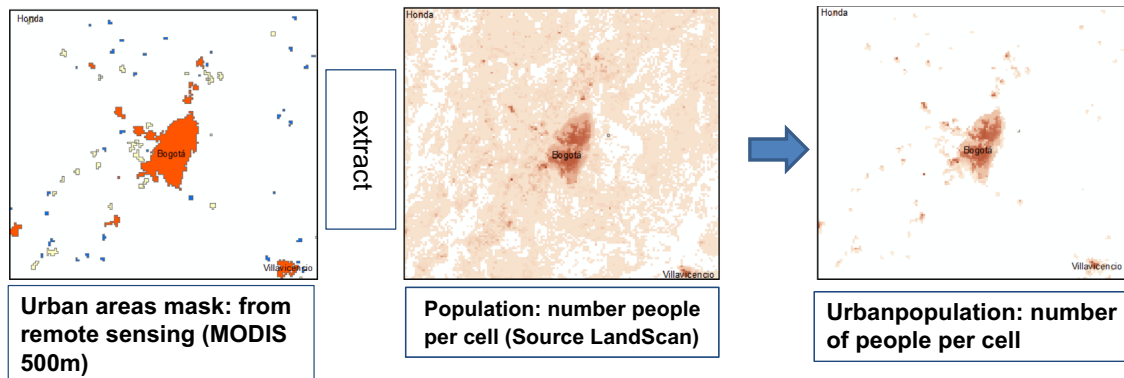 Honda
Bogotá
Villavicencio
Urban areas mask: from
remote sensing (MODIS
500m)
extract
Honda
Bogotá
Villavicencio
Population: number people
per cell (Source LandScan)
Honda
Bogotá
Villavicencio
Urbanpopulation: number
of people per cell